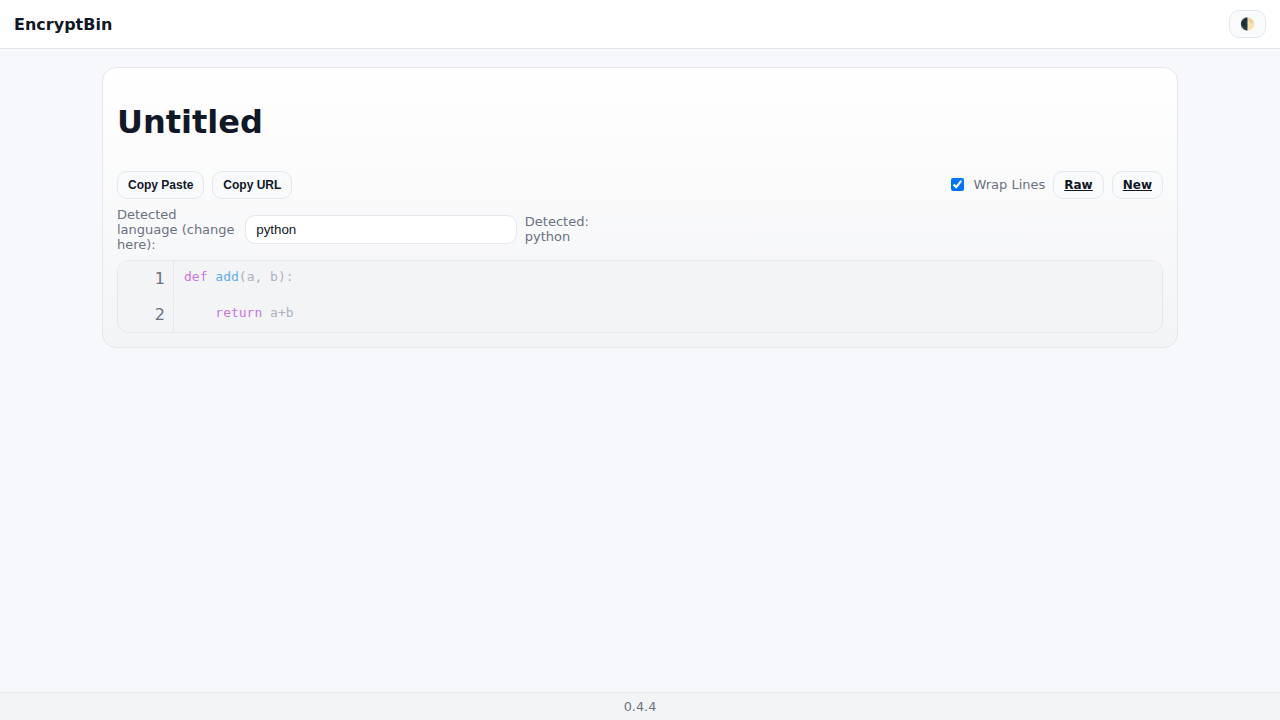 EncryptBin
Untitled
Copy Paste
Copy URL
Wrap Lines
Raw
New
Detected
language (change
here):
python
Detected:
python
1 def add(a, b):
2     return a+b
0.4.4